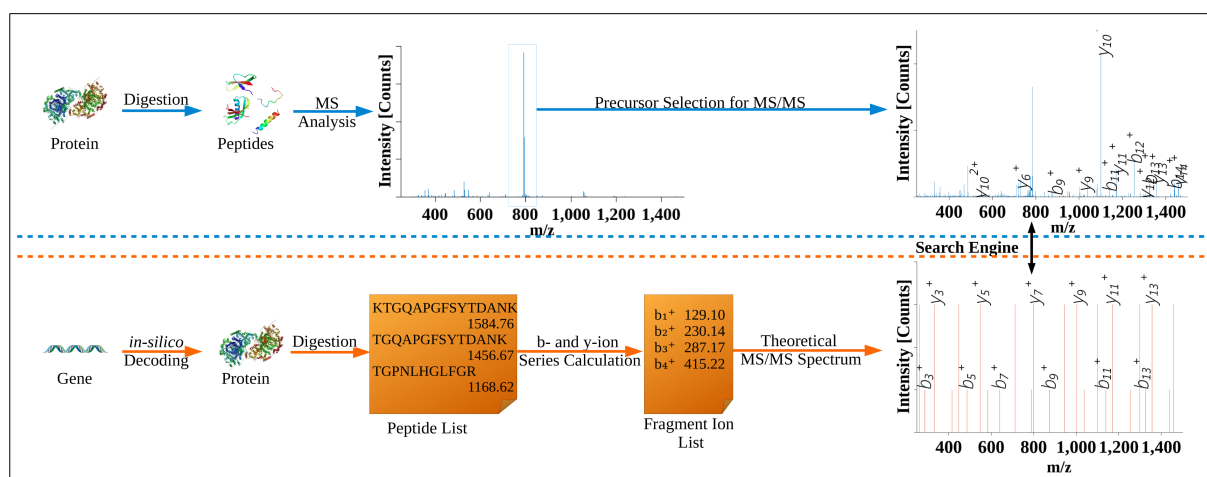 Protein
Digestion
Peptides
MS
Analysis
Intensity [Counts]
400 600 800 1,000 1,200 1,400
m/z
Precursor Selection for MS/MS
Intensity [Counts]
y10 2+
y6 +
b9 +
y9 +
y10 +
b11 +
y11 +
b12 +
b13 +
y13 +
b14 +
y14 +
400 600 800 1,000 1,200 1,400
m/z
Search Engine
Gene
in-silico
Decoding
Protein
Digestion
KTGQAPGFSYTDANK
1584.76
TGQAPGFSYTDANK
1456.67
TGPNLHGLFGR
1168.62
Peptide List
b- and y-ion
Series Calculation
b₁⁺ 129.10
b₂⁺ 230.14
b₃⁺ 287.17
b₄⁺ 415.22
Fragment Ion
List
Theoretical
MS/MS Spectrum
Intensity [Counts]
y3 + y5 + y7 + y9 + y11 + y13 +
b3 + b5 + b7 + b9 + b11 + b13 +
400 600 800 1,000 1,200 1,400
m/z